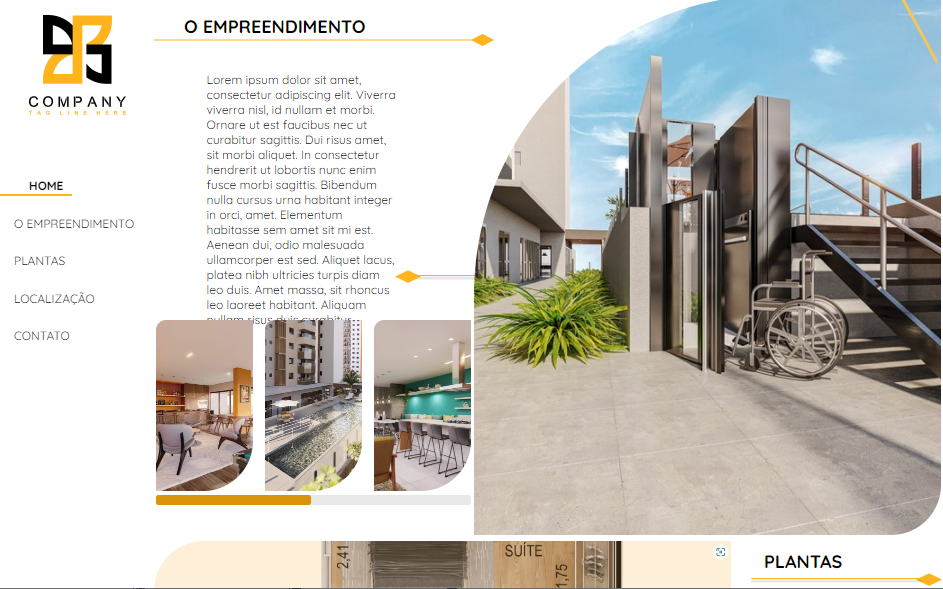 COMPANY
TAG LINE HERE
HOME
O EMPREENDIMENTO
PLANTAS
LOCALIZAÇÃO
CONTATO
O EMPREENDIMENTO
Lorem ipsum dolor sit amet,
consectetur adipiscing elit. Viverra
viverra nisl, id nullam et morbi.
Ornare ut est faucibus nec ut
curabitur sagittis. Dui risus amet,
sit morbi aliquet. In consectetur
hendrerit ut lobortis nunc enim
fusce morbi sagittis. Bibendum
nulla cursus urna habitant integer
in orci, amet. Elementum
habitasse sem amet sit mi est.
Aenean dui, odio malesuada
ullamcorper est sed. Aliquet lacus,
platea nibh ultricies turpis diam
leo duis. Amet massa, sit rhoncus
leo laoreet habitant. Aliquam
nullam risus duis curabitur
2,41
SUÍTE
1,75
PLANTAS